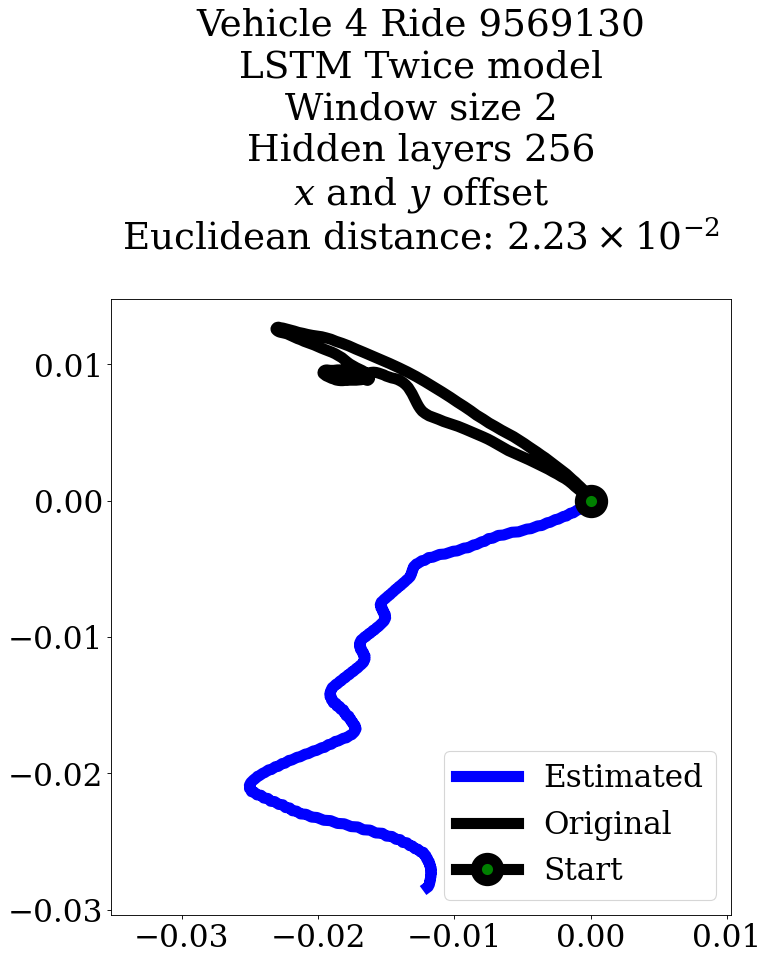 Vehicle 4 Ride 9569130
LSTM Twice model
Window size 2
Hidden layers 256
x and y offset
Euclidean distance: 2.23 × 10⁻²
0.01
0.00
−0.01
−0.02
−0.03
Estimated
Original
Start
−0.03 −0.02 −0.01 0.00 0.01